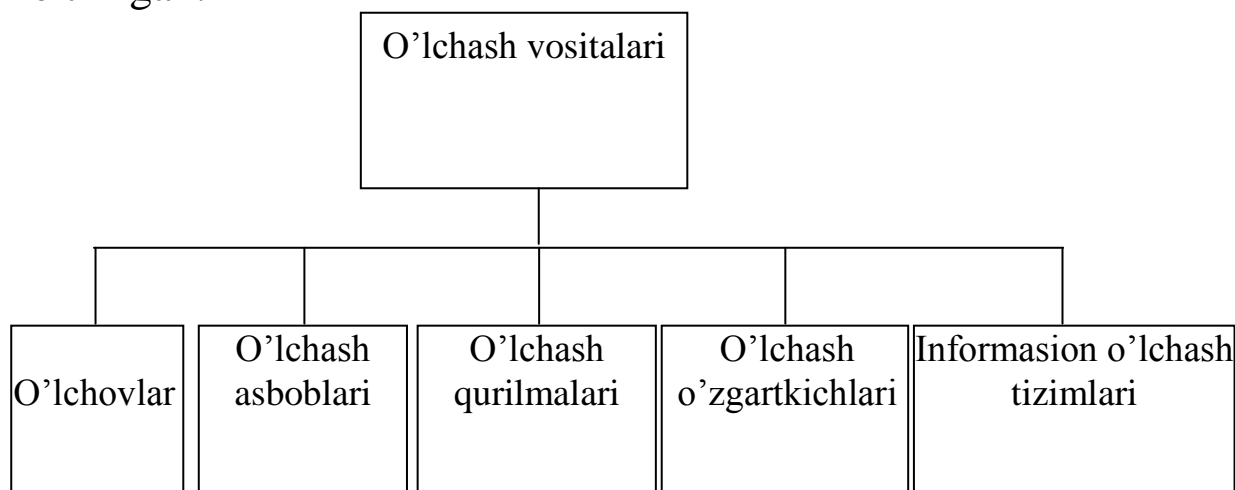 O’lchash vositalari
O’lchovlar
O’lchash
asboblari
O’lchash
qurilmalari
O’lchash
o’zgartkichlari
Informasion o’lchash
tizimlari